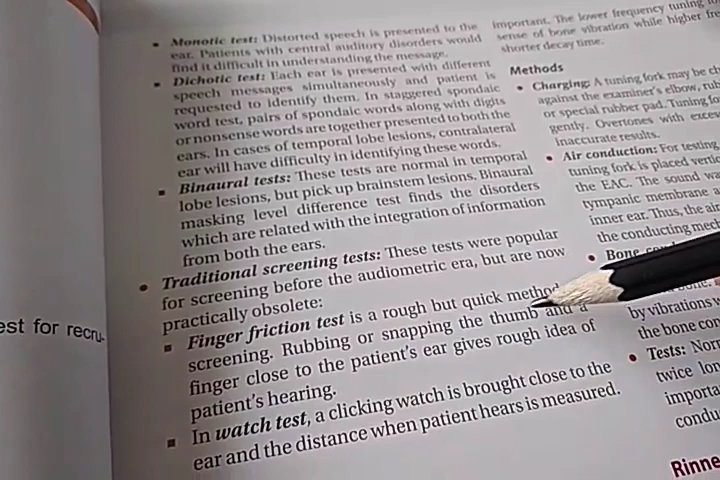 est for recru-
• Monotic test: Distorted speech is presented to the
ear. Patients with central auditory disorders would
find it difficult in understanding the message.
• Dichotic test: Each ear is presented with different
speech messages simultaneously and patient is
requested to identify them. In staggered spondaic
word test, pairs of spondaic words along with digits
or nonsense words are together presented to both the
ears. In cases of temporal lobe lesions, contralateral
ear will have difficulty in identifying these words.
▪ Binaural tests: These tests are normal in temporal
lobe lesions, but pick up brainstem lesions. Binaural
masking level difference test finds the disorders
which are related with the integration of information
from both the ears.
• Traditional screening tests: These tests were popular
for screening before the audiometric era, but are now
practically obsolete:
▪ Finger friction test is a rough but quick method
screening. Rubbing or snapping the thumb and a
finger close to the patient's ear gives rough idea of
patient's hearing.
▪ In watch test, a clicking watch is brought close to the
ear and the distance when patient hears is measured.
important. The lower frequency tuning
sense of bone vibration while higher
shorter decay time.
Methods
• Charging: A tuning fork may be
against the examiner's elbow,
or special rubber pad. Tuning
gently. Overtones with
inaccurate results.
• Air conduction: For testing,
tuning fork is placed
the EAC. The sound
tympanic membrane
inner ear. Thus, the air
the conducting
• Bone
by vibrations
the bone
• Tests:
twice
Rinne